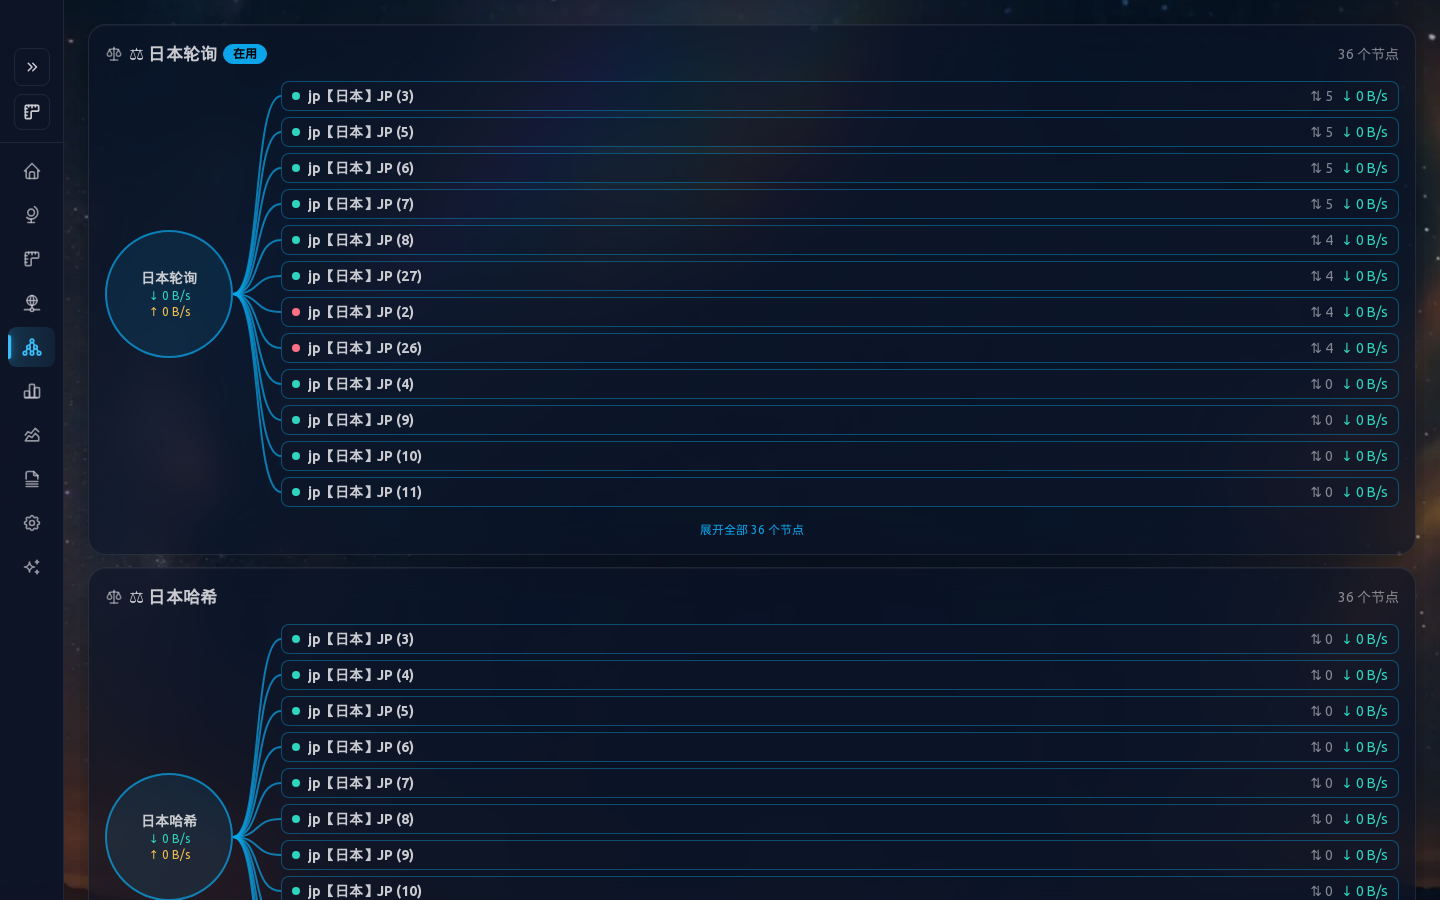 ⚖ 日本轮询 在用 36 个节点
jp【日本】JP (3) ⇅ 5 ↓ 0 B/s
jp【日本】JP (5) ⇅ 5 ↓ 0 B/s
jp【日本】JP (6) ⇅ 5 ↓ 0 B/s
jp【日本】JP (7) ⇅ 5 ↓ 0 B/s
jp【日本】JP (8) ⇅ 4 ↓ 0 B/s
jp【日本】JP (27) ⇅ 4 ↓ 0 B/s
jp【日本】JP (2) ⇅ 4 ↓ 0 B/s
jp【日本】JP (26) ⇅ 4 ↓ 0 B/s
jp【日本】JP (4) ⇅ 0 ↓ 0 B/s
jp【日本】JP (9) ⇅ 0 ↓ 0 B/s
jp【日本】JP (10) ⇅ 0 ↓ 0 B/s
jp【日本】JP (11) ⇅ 0 ↓ 0 B/s
日本轮询
↓ 0 B/s
↑ 0 B/s
展开全部 36 个节点
⚖ 日本哈希 36 个节点
jp【日本】JP (3) ⇅ 0 ↓ 0 B/s
jp【日本】JP (4) ⇅ 0 ↓ 0 B/s
jp【日本】JP (5) ⇅ 0 ↓ 0 B/s
jp【日本】JP (6) ⇅ 0 ↓ 0 B/s
jp【日本】JP (7) ⇅ 0 ↓ 0 B/s
jp【日本】JP (8) ⇅ 0 ↓ 0 B/s
jp【日本】JP (9) ⇅ 0 ↓ 0 B/s
jp【日本】JP (10) ⇅ 0 ↓ 0 B/s
日本哈希
↓ 0 B/s
↑ 0 B/s